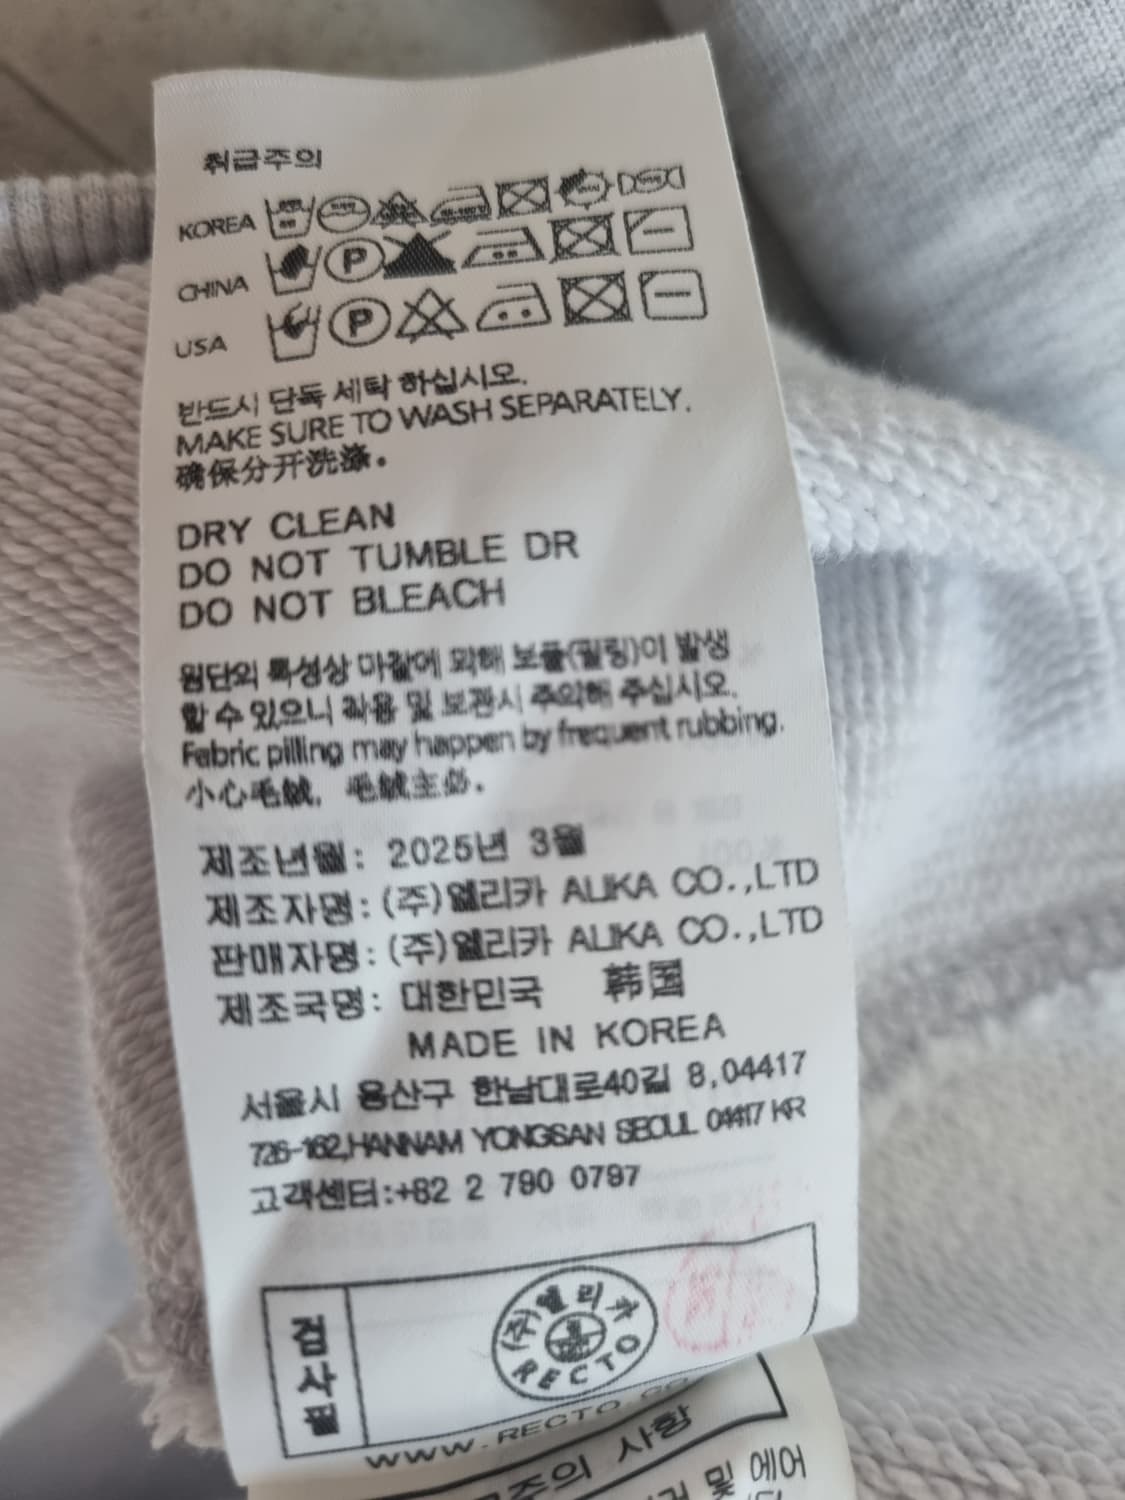 취급주의
KOREA
CHINA P
USA P
반드시 단독 세탁 하십시오.
MAKE SURE TO WASH SEPARATELY.
确保分开洗涤。
DRY CLEAN
DO NOT TUMBLE DR
DO NOT BLEACH
원단의 특성상 마찰에 의해 보풀(필링)이 발생
할 수 있으니 착용 및 보관시 주의해 주십시오.
Fabric pilling may happen by frequent rubbing.
小心毛绒, 毛绒主必。
제조년월: 2025년 3월
제조자명: (주)엘리카 ALIKA CO.,LTD
판매자명: (주)엘리카 ALIKA CO.,LTD
제조국명: 대한민국 韩国
MADE IN KOREA
서울시 용산구 한남대로40길 8,04417
726-162,HANNAM YONGSAN SEOUL 04417 KR
고객센터:+82 2 790 0797
검사필
(주)엘리카
RECTO
WWW.RECTO.CO
주의 사항
및 에어